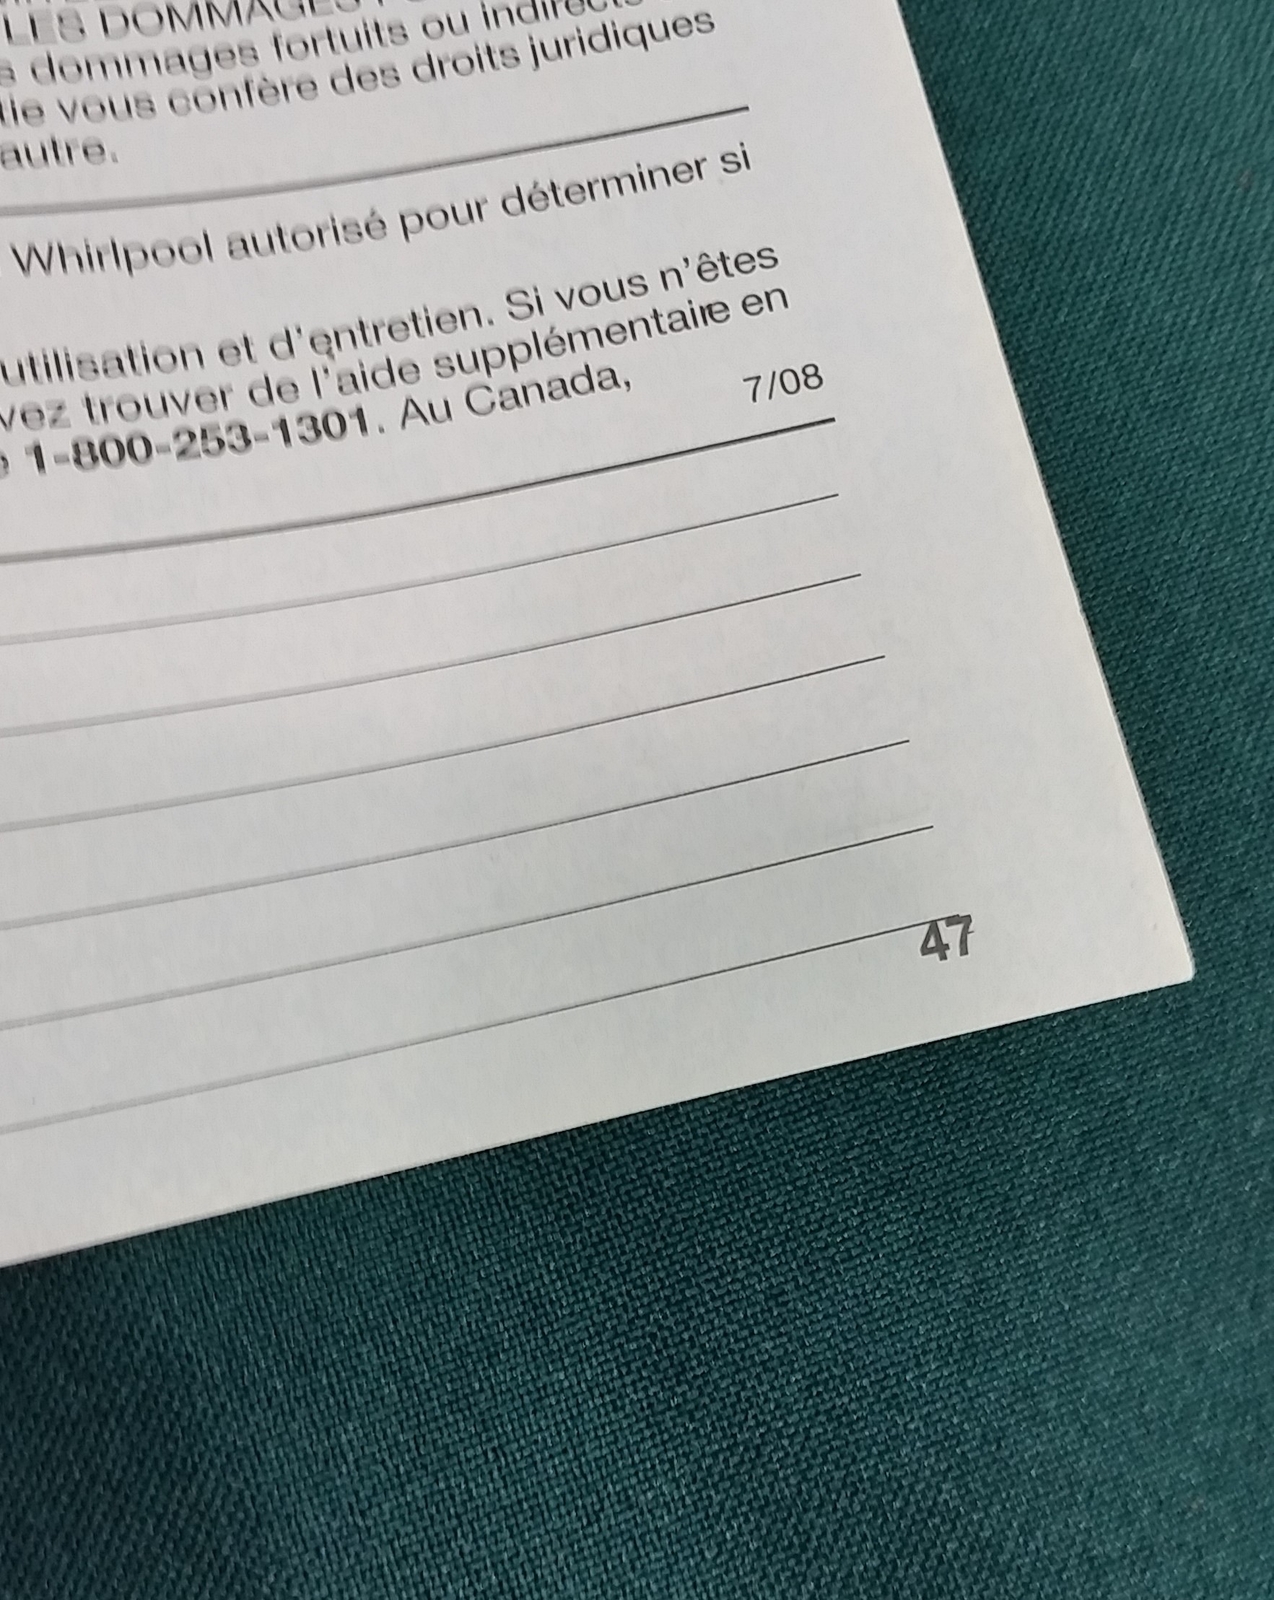 LES DOMMAGES
dommages fortuits ou indirects
vous confère des droits juridiques
autre.
Whirlpool autorisé pour déterminer si
utilisation et d'entretien. Si vous n'êtes
vez trouver de l'aide supplémentaire en
1-800-253-1301. Au Canada,
7/08
47